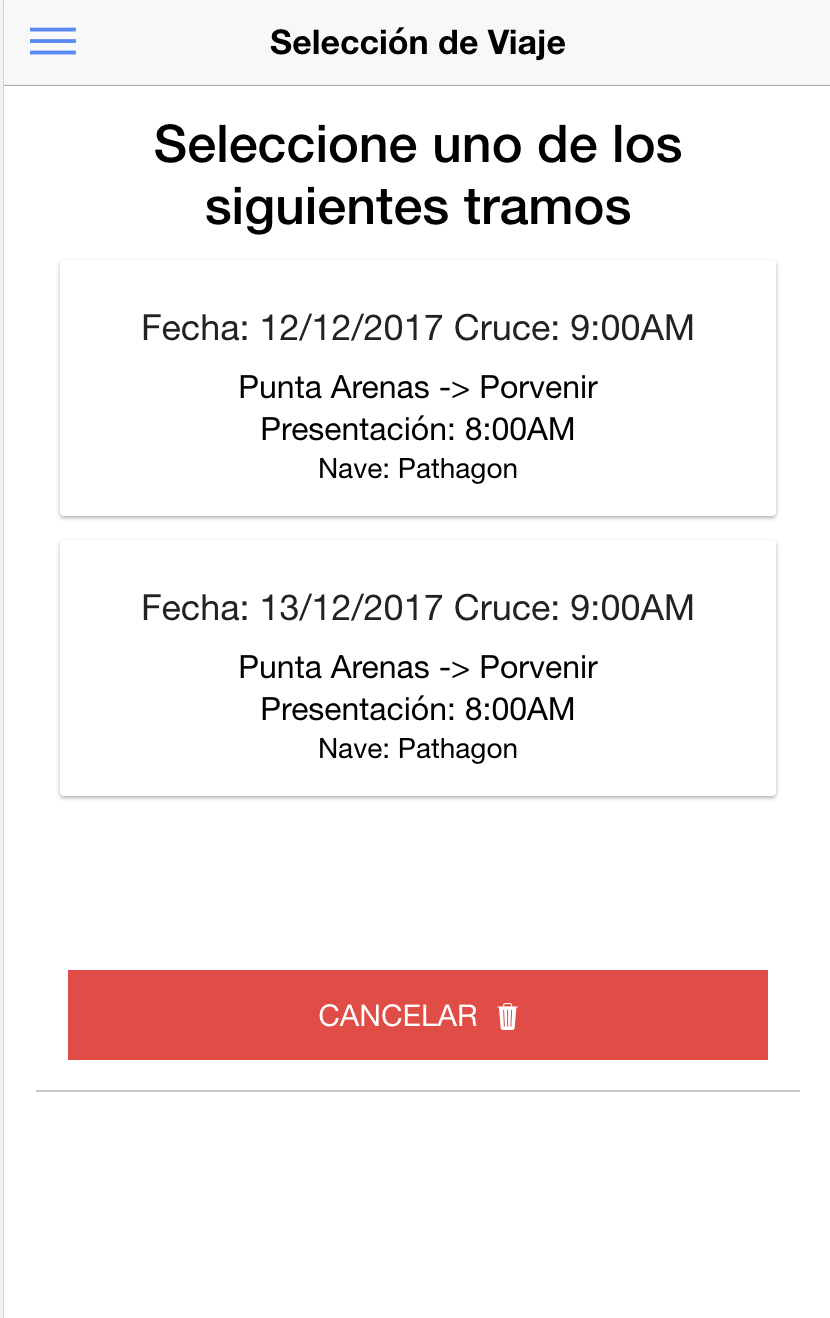 Selección de Viaje
Seleccione uno de los
siguientes tramos
Fecha: 12/12/2017 Cruce: 9:00AM
Punta Arenas -> Porvenir
Presentación: 8:00AM
Nave: Pathagon
Fecha: 13/12/2017 Cruce: 9:00AM
Punta Arenas -> Porvenir
Presentación: 8:00AM
Nave: Pathagon
CANCELAR